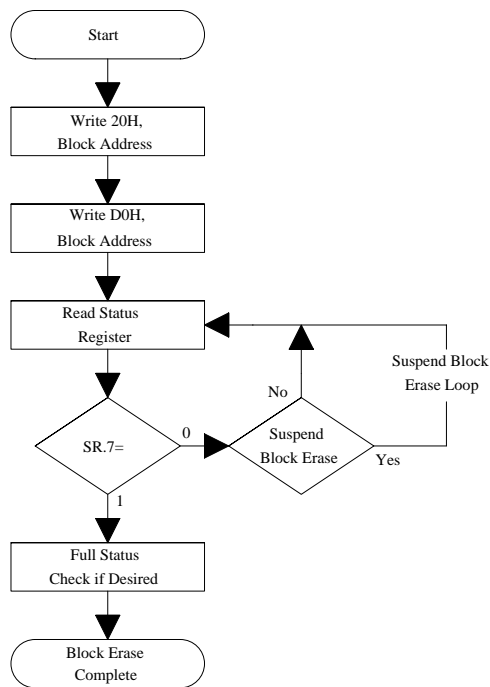 Start
Write 20H,
Block Address
Write D0H,
Block Address
Read Status
Register
Suspend Block
Erase Loop
No
SR.7=
0
Suspend
Block Erase
Yes
1
Full Status
Check if Desired
Block Erase
Complete